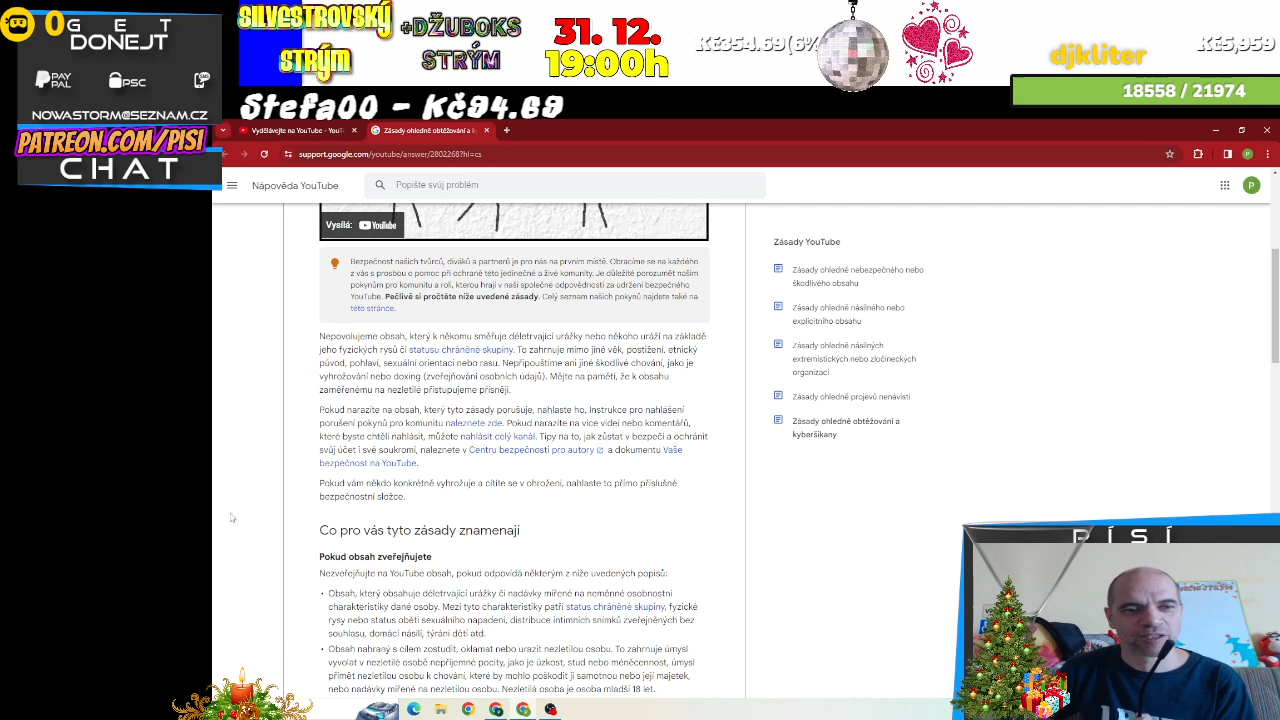 0
GET
DONEJT
PAY
PAL
PSC
SMS
NOWASTORM@SEZNAM.CZ
PATREON.COM/PISI
CHAT
SILVESTROVSKÝ
STRÝM
+DŽUBOKS
STRÝM
31. 12.
19:00h
Kč354.69(6%
djkliter
Kč5,959
18558 / 21974
Stefa00 - Kč94.69
Vydělávejte na YouTube - YouT
Zásady ohledně obtěžování a k
support.google.com/youtube/answer/2802268?hl=cs
Nápověda YouTube
Popište svůj problém
P
P
Vysílá: YouTube
Bezpečnost našich tvůrců, diváků a partnerů je pro nás na prvním místě. Obracíme se na každého
z vás s prosbou o pomoc při ochraně této jedinečné a živé komunity. Je důležité porozumět našim
pokynům pro komunitu a roli, kterou hrají v naší společné odpovědnosti za udržení bezpečného
YouTube. Pečlivě si pročtěte níže uvedené zásady. Celý seznam našich pokynů najdete také na
této stránce.
Nepovolujeme obsah, který k někomu směřuje déletrvající urážky nebo někoho uráží na základě
jeho fyzických rysů či statusu chráněné skupiny. To zahrnuje mimo jiné věk, postižení, etnický
původ, pohlaví, sexuální orientaci nebo rasu. Nepřipouštíme ani jiné škodlivé chování, jako je
vyhrožování nebo doxing (zveřejňování osobních údajů). Mějte na paměti, že k obsahu
zaměřenému na nezletilé přistupujeme přísněji.
Pokud narazíte na obsah, který tyto zásady porušuje, nahlaste ho. Instrukce pro nahlášení
porušení pokynů pro komunitu naleznete zde. Pokud narazíte na více videí nebo komentářů,
které byste chtěli nahlásit, můžete nahlásit celý kanál. Tipy na to, jak zůstat v bezpečí a ochránit
svůj účet i své soukromí, naleznete v Centru bezpečnosti pro autory a dokumentu Vaše
bezpečnost na YouTube.
Pokud vám někdo konkrétně vyhrožuje a cítíte se v ohrožení, nahlaste to přímo příslušné
bezpečnostní složce.
Co pro vás tyto zásady znamenají
Pokud obsah zveřejňujete
Nezveřejňujte na YouTube obsah, pokud odpovídá některým z níže uvedených popisů:
• Obsah, který obsahuje déletrvající urážky či nadávky mířené na neměnné osobnostní
charakteristiky dané osoby. Mezi tyto charakteristiky patří status chráněné skupiny, fyzické
rysy nebo status oběti sexuálního napadení, distribuce intimních snímků zveřejněných bez
souhlasu, domácí násilí, týrání dětí atd.
• Obsah nahraný s cílem zostudit, oklamat nebo urazit nezletilou osobu. To zahrnuje úmysl
vyvolat v nezletilé osobě nepříjemné pocity, jako je úzkost, stud nebo méněcennost, úmysl
přimět nezletilou osobu k chování, které by mohlo poškodit ji samotnou nebo její majetek,
nebo nadávky mířené na nezletilou osobu. Nezletilá osoba je osoba mladší 18 let.
Zásady YouTube
Zásady ohledně nebezpečného nebo
škodlivého obsahu
Zásady ohledně násilného nebo
explicitního obsahu
Zásady ohledně násilných
extremistických nebo zločineckých
organizací
Zásady ohledně projevů nenávisti
Zásady ohledně obtěžování a
kyberšikany
PÍSÍ